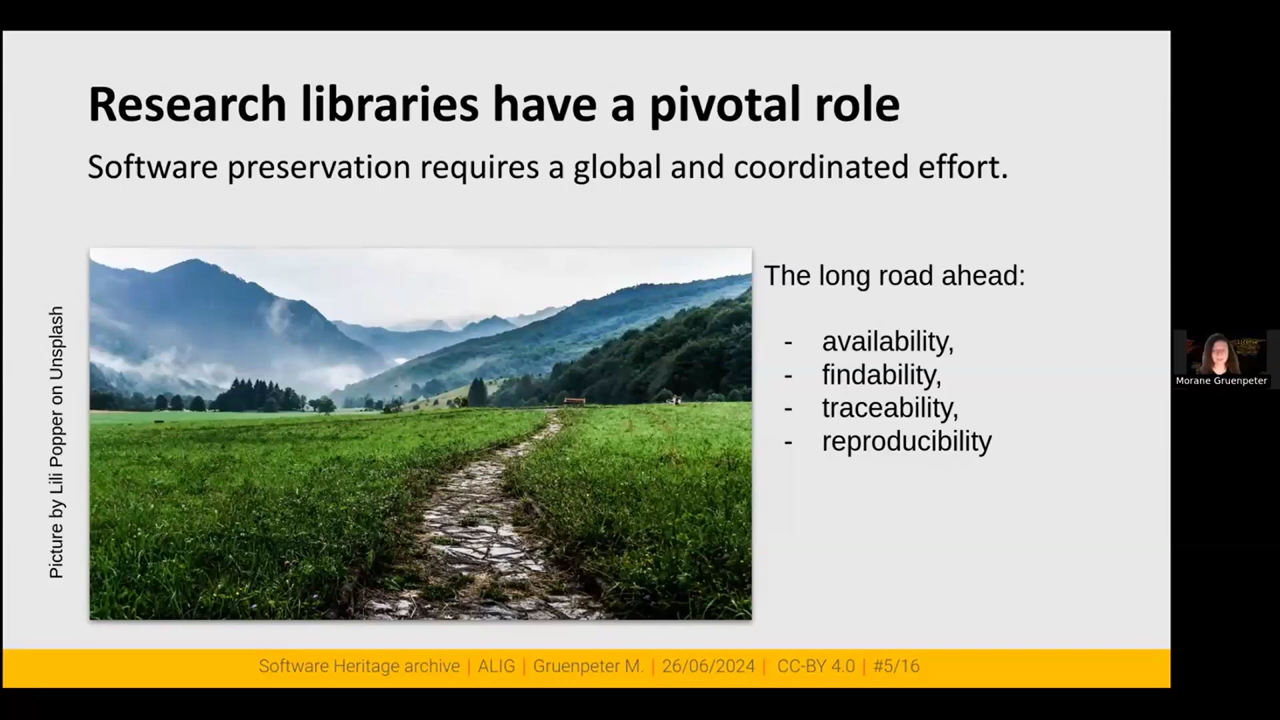 Research libraries have a pivotal role
Software preservation requires a global and coordinated effort.
Picture by Lili Popper on Unsplash
The long road ahead:
- availability,
- findability,
- traceability,
- reproducibility
Morane Gruenpeter
Software Heritage archive | ALIG | Gruenpeter M. | 26/06/2024 | CC-BY 4.0 | #5/16